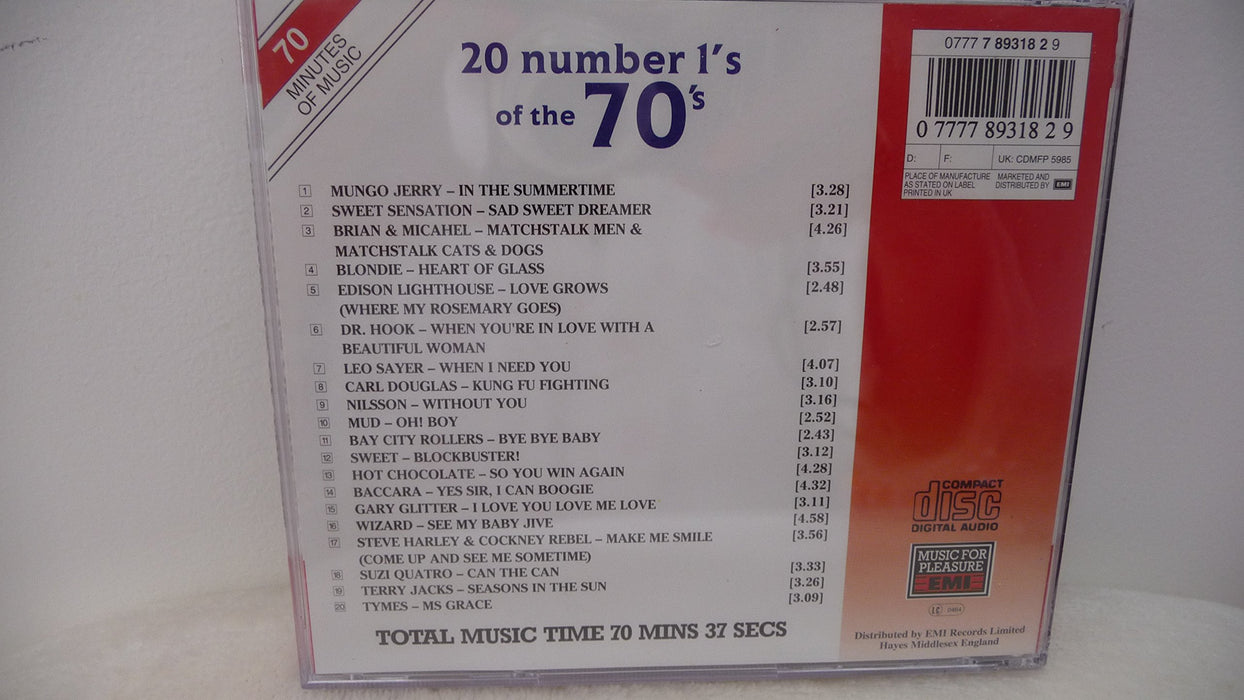 70
MINUTES
OF MUSIC
20 number 1's
of the 70's
0777 7 89318 2 9
0 7777 89318 2 9
D: F: UK: CDMFP 5985
PLACE OF MANUFACTURE
AS STATED ON LABEL
PRINTED IN UK
MARKETED AND
DISTRIBUTED BY EMI
1 MUNGO JERRY – IN THE SUMMERTIME [3.28]
2 SWEET SENSATION – SAD SWEET DREAMER [3.21]
3 BRIAN & MICAHEL – MATCHSTALK MEN & [4.26]
MATCHSTALK CATS & DOGS
4 BLONDIE – HEART OF GLASS [3.55]
5 EDISON LIGHTHOUSE – LOVE GROWS [2.48]
(WHERE MY ROSEMARY GOES)
6 DR. HOOK – WHEN YOU'RE IN LOVE WITH A [2.57]
BEAUTIFUL WOMAN
7 LEO SAYER – WHEN I NEED YOU [4.07]
8 CARL DOUGLAS – KUNG FU FIGHTING [3.10]
9 NILSSON – WITHOUT YOU [3.16]
10 MUD – OH! BOY [2.52]
11 BAY CITY ROLLERS – BYE BYE BABY [2.43]
12 SWEET – BLOCKBUSTER! [3.12]
13 HOT CHOCOLATE – SO YOU WIN AGAIN [4.28]
14 BACCARA – YES SIR, I CAN BOOGIE [4.32]
15 GARY GLITTER – I LOVE YOU LOVE ME LOVE [3.11]
16 WIZARD – SEE MY BABY JIVE [4.58]
17 STEVE HARLEY & COCKNEY REBEL – MAKE ME SMILE [3.56]
(COME UP AND SEE ME SOMETIME)
18 SUZI QUATRO – CAN THE CAN [3.33]
19 TERRY JACKS – SEASONS IN THE SUN [3.26]
20 TYMES – MS GRACE [3.09]
TOTAL MUSIC TIME 70 MINS 37 SECS
COMPACT
disc
DIGITAL AUDIO
MUSIC FOR
PLEASURE
EMI
LC 0464
Distributed by EMI Records Limited
Hayes Middlesex England